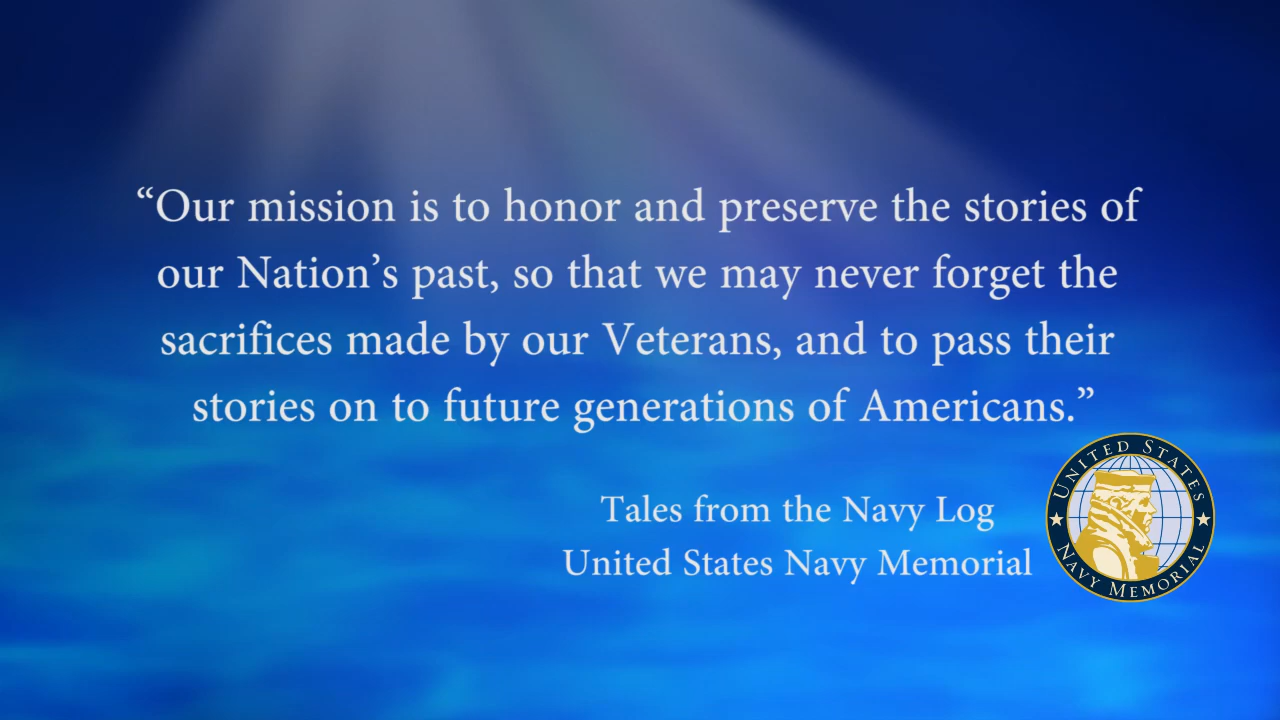 “Our mission is to honor and preserve the stories of
our Nation’s past, so that we may never forget the
sacrifices made by our Veterans, and to pass their
stories on to future generations of Americans.”
Tales from the Navy Log
United States Navy Memorial
UNITED STATES
NAVY MEMORIAL